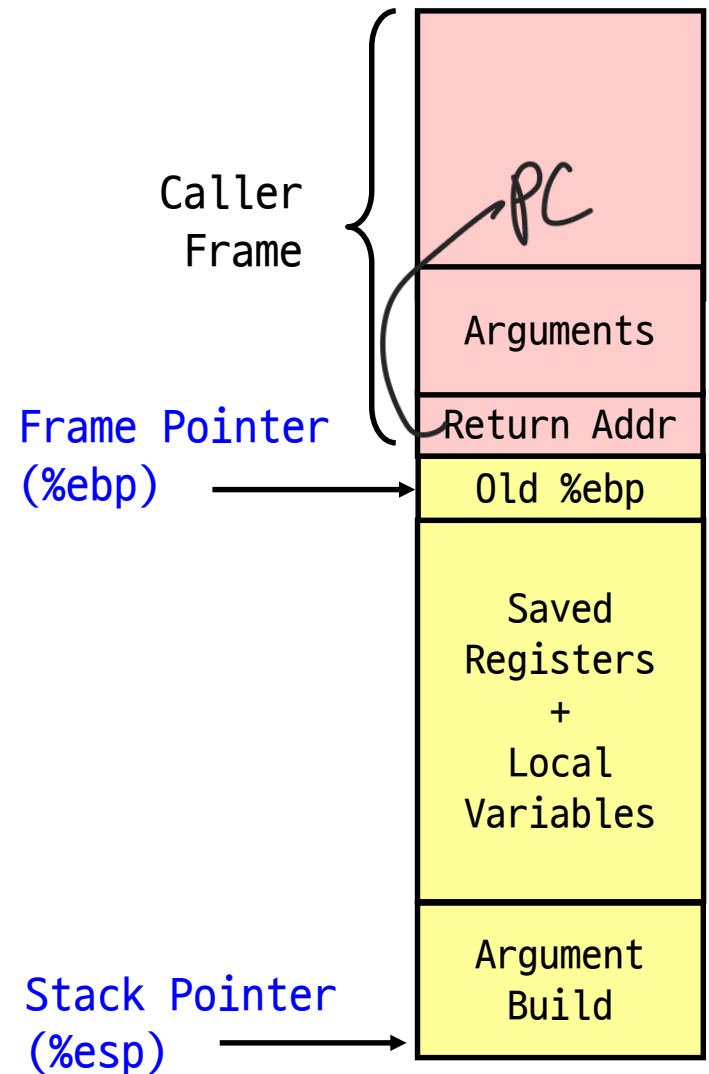 PC
Caller
Frame
Arguments
Return Addr
Frame Pointer
(%ebp)
Old %ebp
Saved
Registers
+
Local
Variables
Argument
Build
Stack Pointer
(%esp)